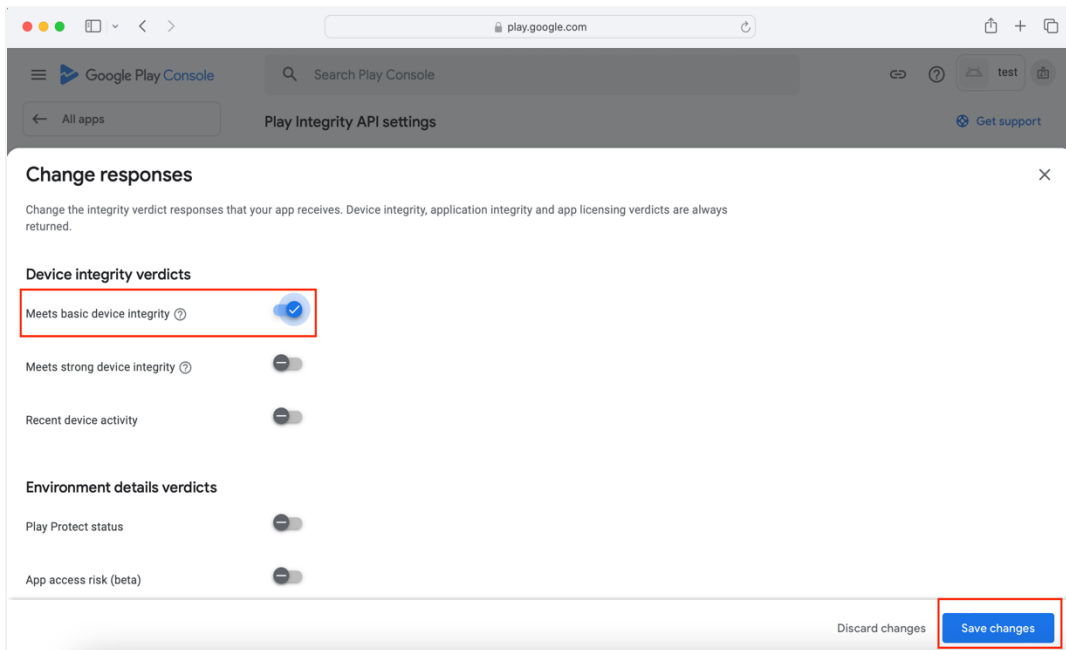 play.google.com
Google Play Console
Search Play Console
test
All apps
Play Integrity API settings
Get support
Change responses
Change the integrity verdict responses that your app receives. Device integrity, application integrity and app licensing verdicts are always
returned.
Device integrity verdicts
Meets basic device integrity
Meets strong device integrity
Recent device activity
Environment details verdicts
Play Protect status
App access risk (beta)
Discard changes
Save changes